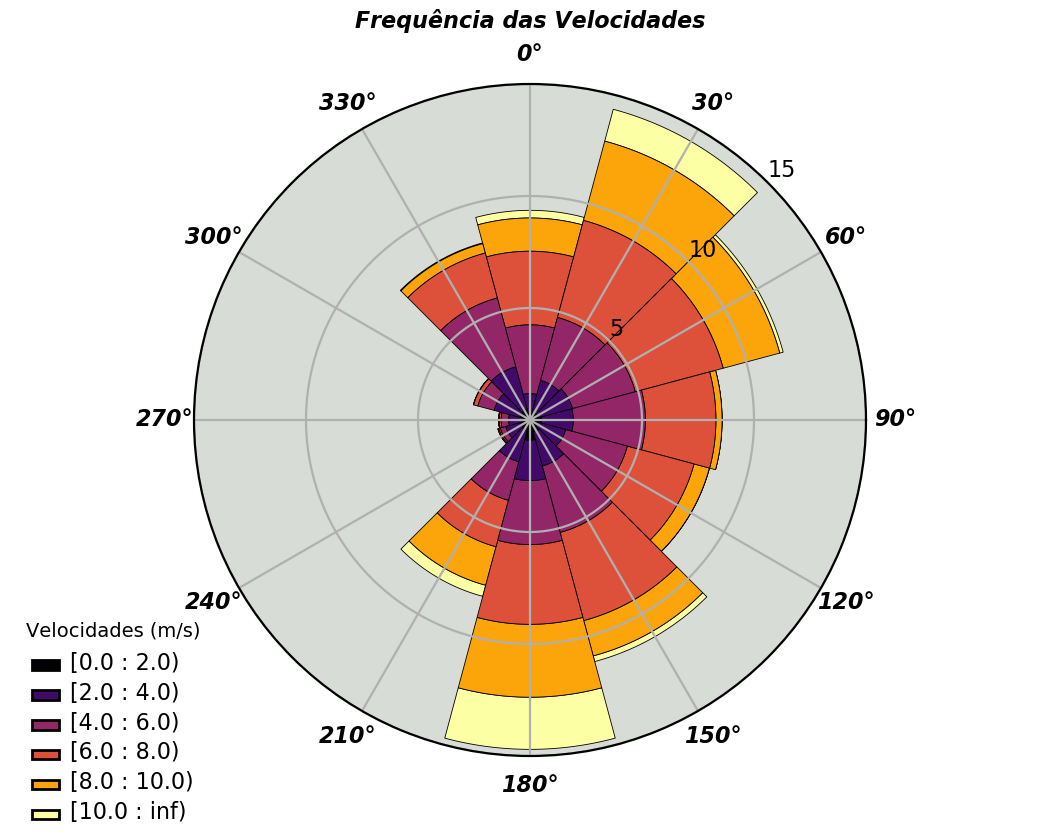 Frequência das Velocidades
0°
330°
30°
15
300°
60°
10
5
270°
90°
240°
120°
210°
150°
180°
Velocidades (m/s)
[0.0 : 2.0)
[2.0 : 4.0)
[4.0 : 6.0)
[6.0 : 8.0)
[8.0 : 10.0)
[10.0 : inf)